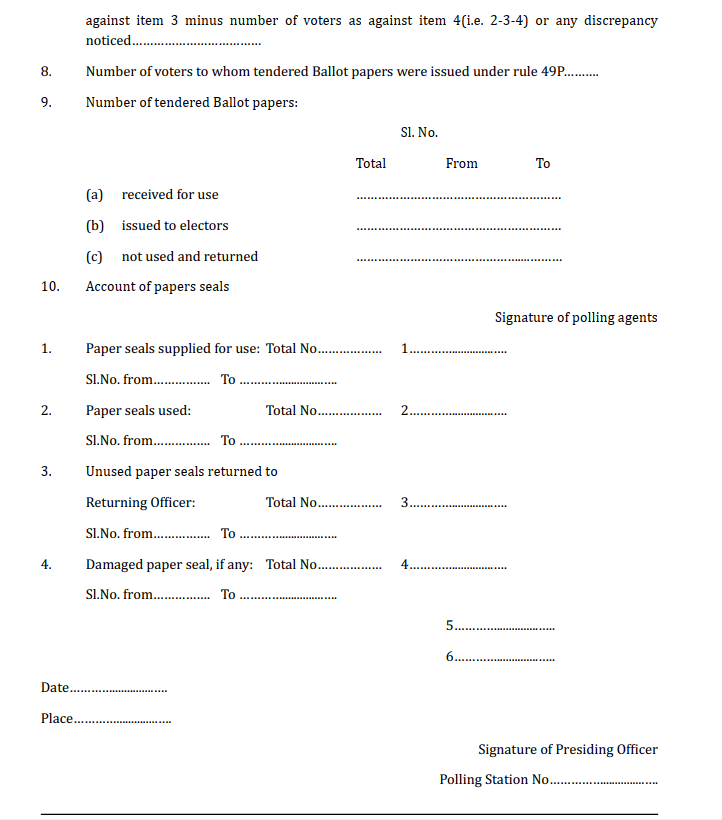 against item 3 minus number of voters as against item 4(i.e. 2-3-4) or any discrepancy
noticed....................................
8. Number of voters to whom tendered Ballot papers were issued under rule 49P..........
9. Number of tendered Ballot papers:
Sl. No.
Total From To
(a) received for use .........................................................
(b) issued to electors .........................................................
(c) not used and returned .........................................................
10. Account of papers seals
Signature of polling agents
1. Paper seals supplied for use: Total No.................. 1............................
Sl.No. from................ To ...........................
2. Paper seals used: Total No.................. 2............................
Sl.No. from................ To ...........................
3. Unused paper seals returned to
Returning Officer: Total No.................. 3............................
Sl.No. from................ To ...........................
4. Damaged paper seal, if any: Total No.................. 4............................
Sl.No. from................ To ...........................
5............................
6............................
Date...........................
Place...........................
Signature of Presiding Officer
Polling Station No..............................